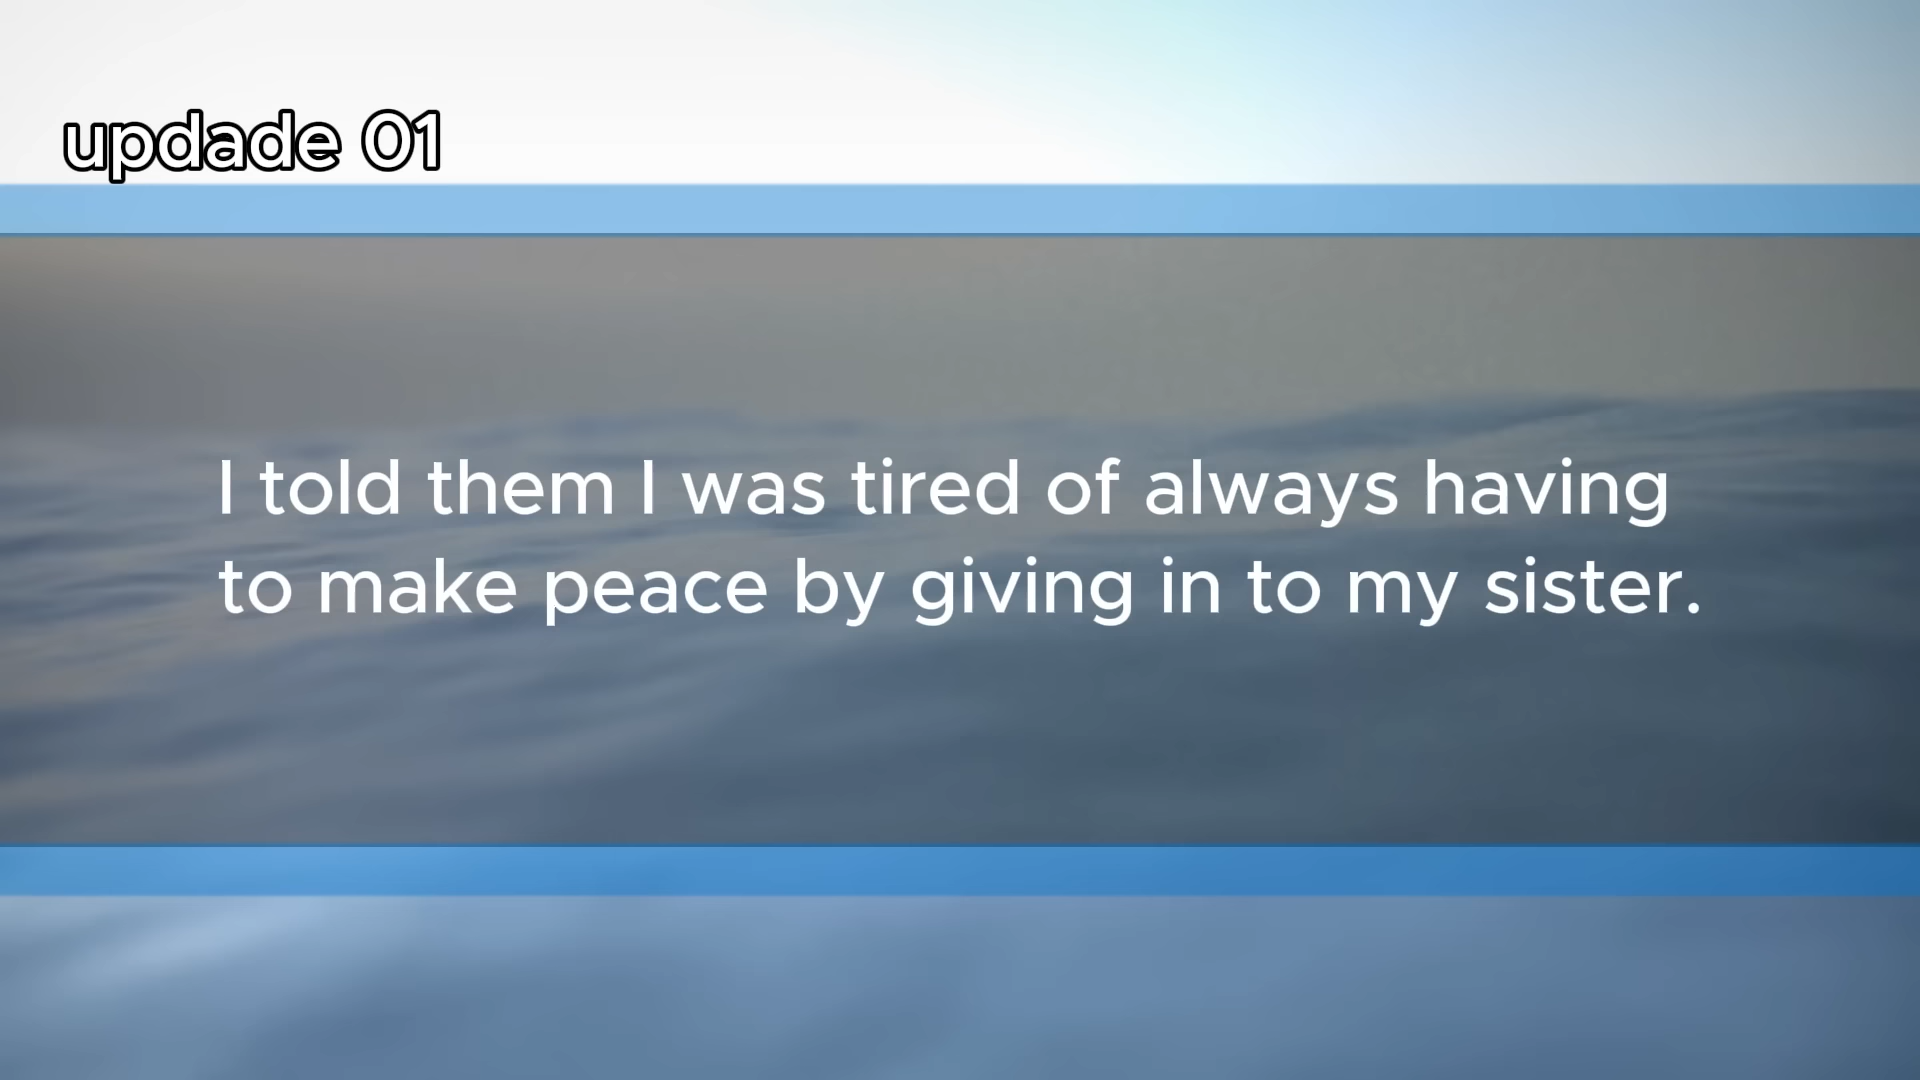 updade 01
I told them I was tired of always having
to make peace by giving in to my sister.